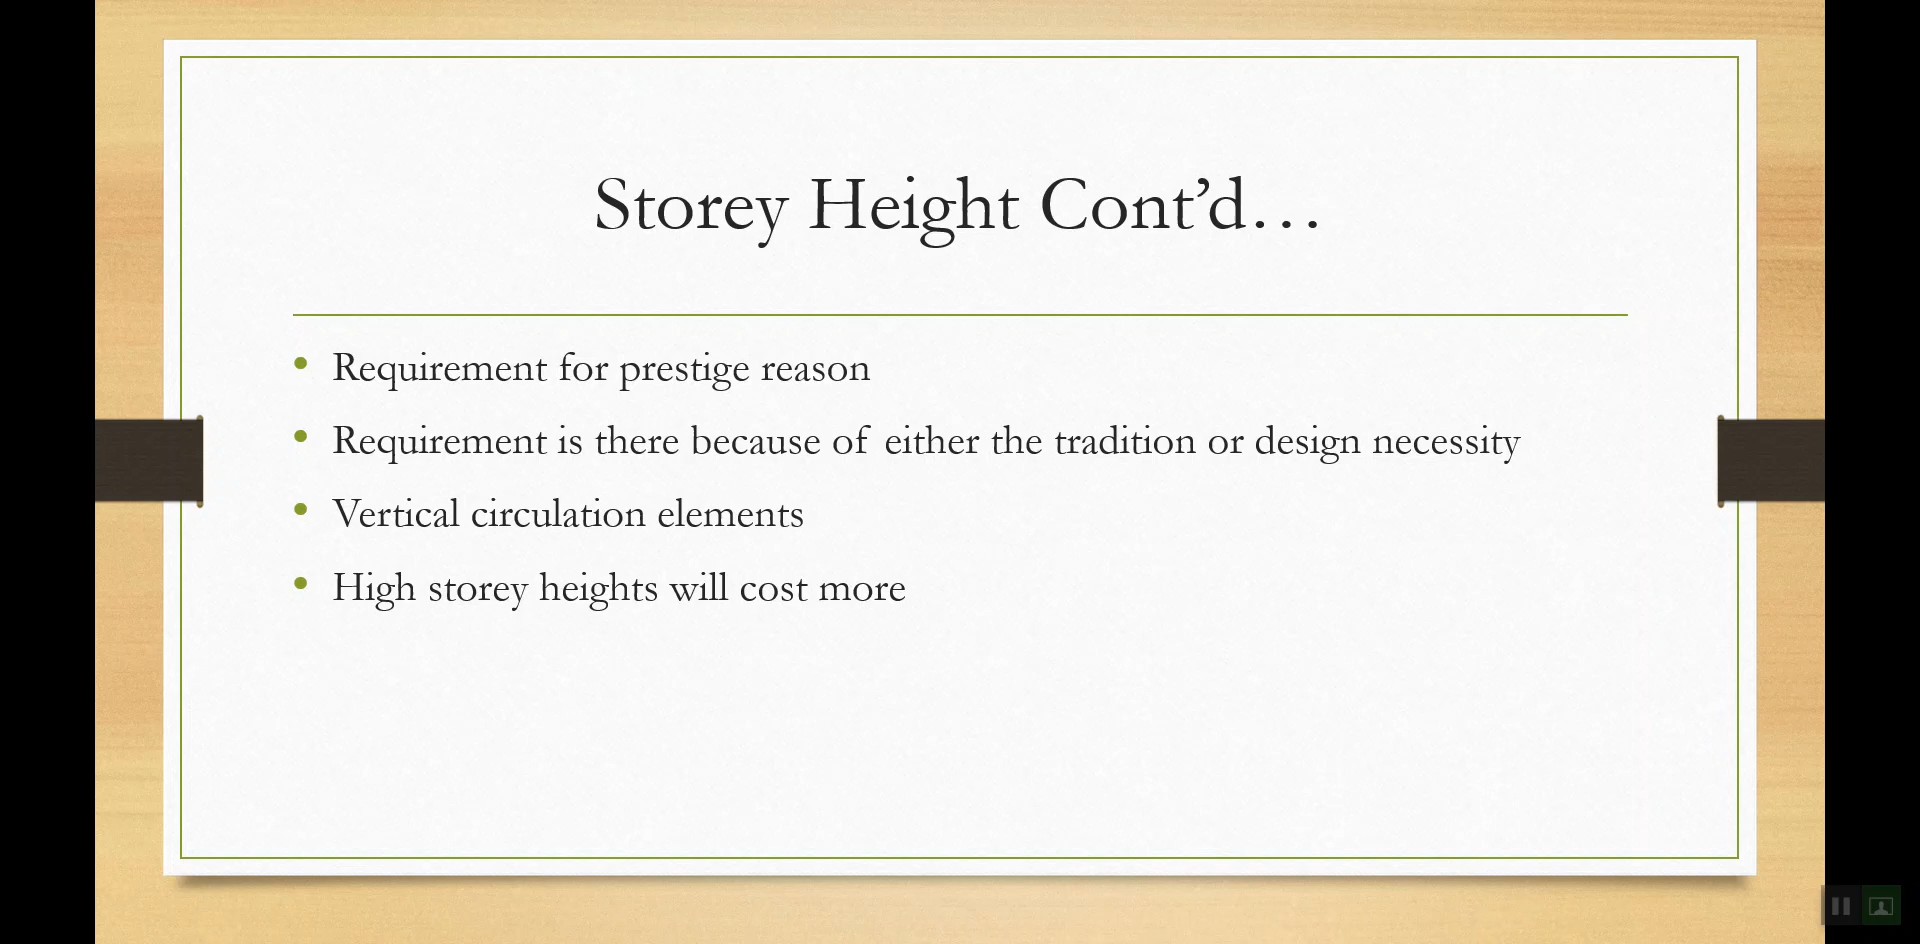 Storey Height Cont’d…
• Requirement for prestige reason
• Requirement is there because of either the tradition or design necessity
• Vertical circulation elements
• High storey heights will cost more